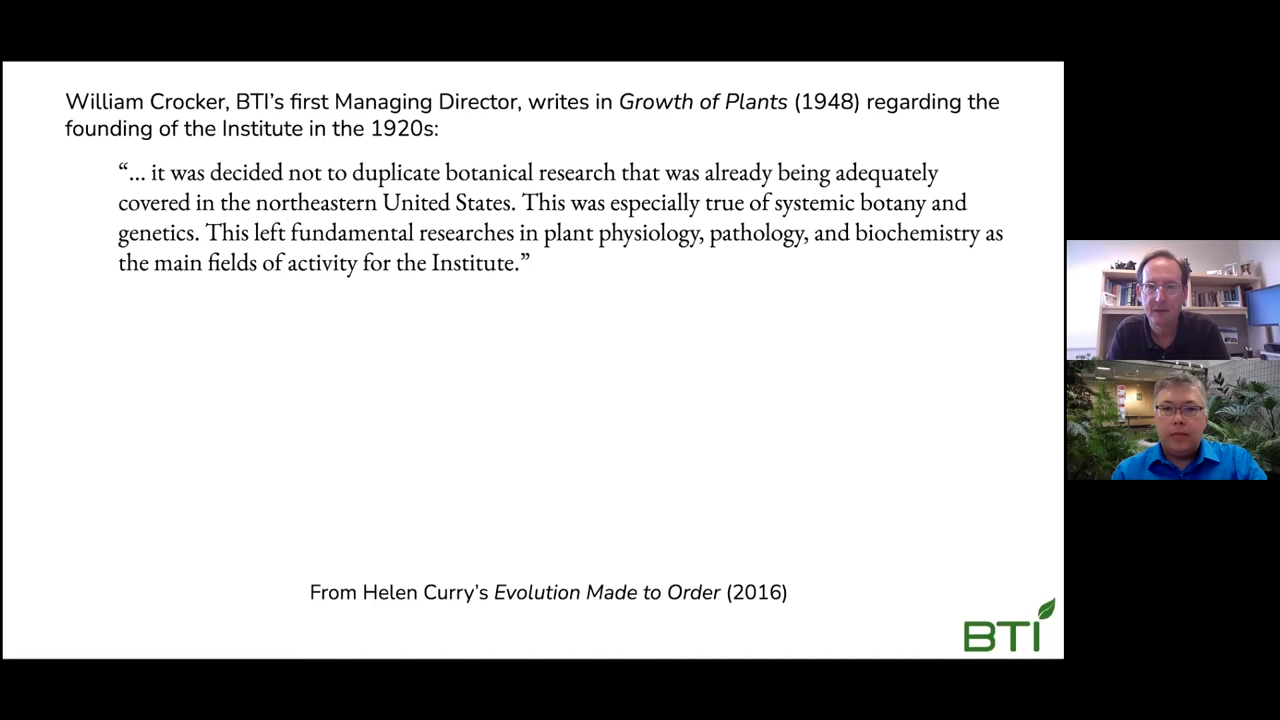 William Crocker, BTI’s first Managing Director, writes in Growth of Plants (1948) regarding the
founding of the Institute in the 1920s:
“... it was decided not to duplicate botanical research that was already being adequately
covered in the northeastern United States. This was especially true of systemic botany and
genetics. This left fundamental researches in plant physiology, pathology, and biochemistry as
the main fields of activity for the Institute.”
From Helen Curry’s Evolution Made to Order (2016)
BTI